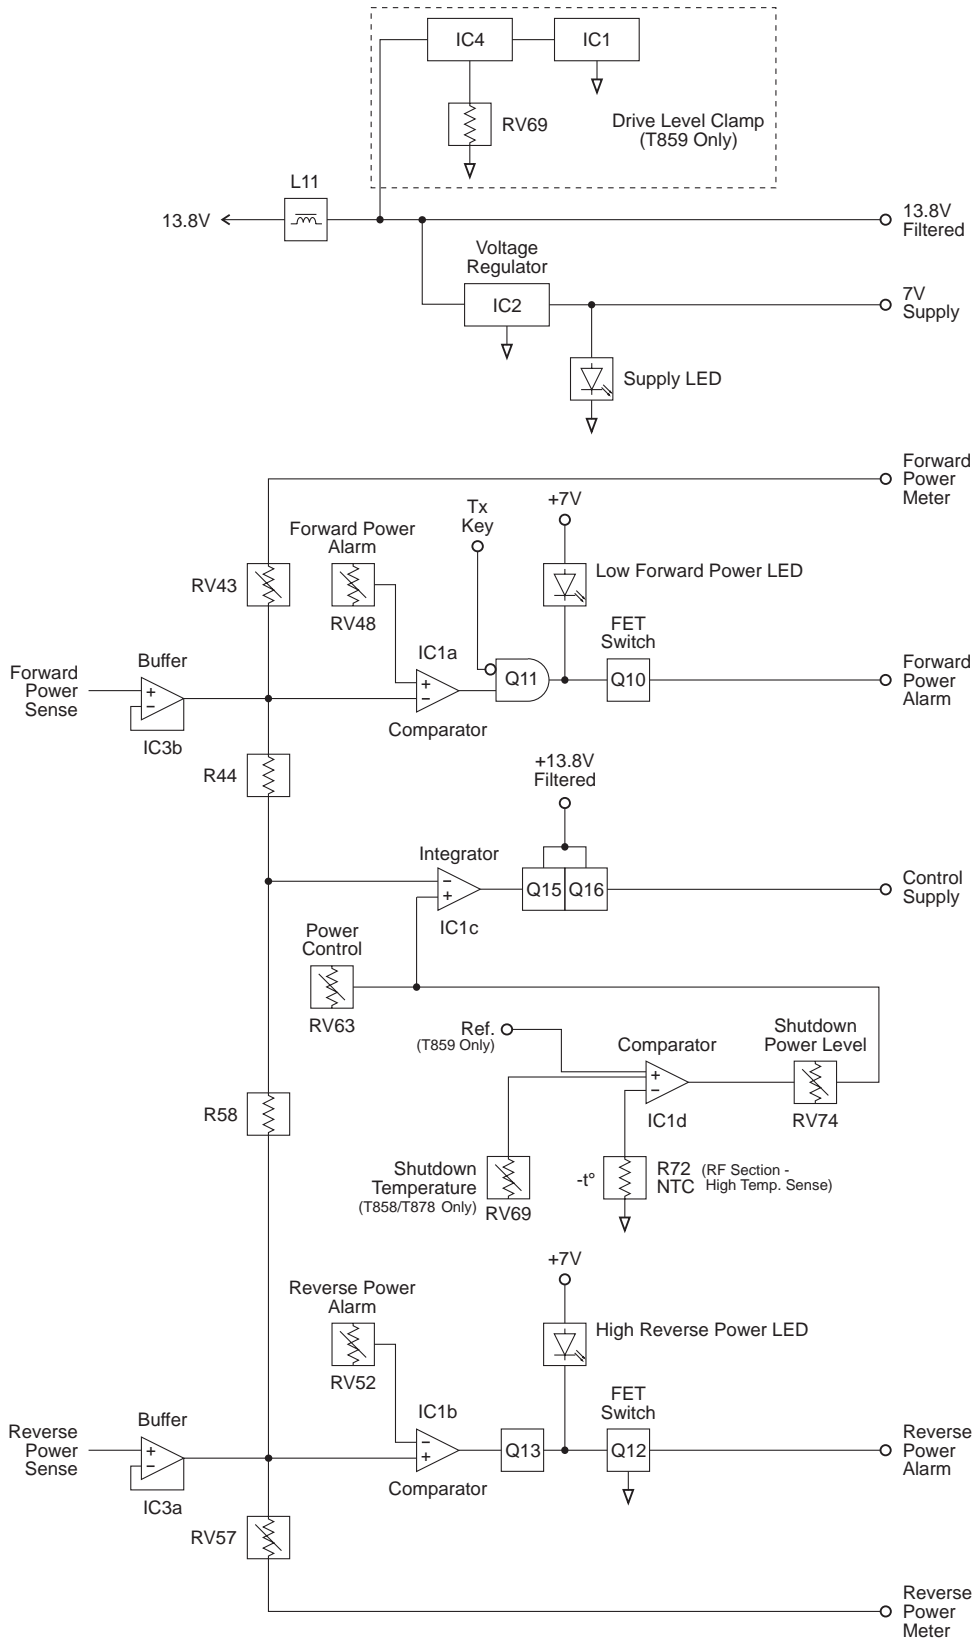 IC4
IC1
RV69
Drive Level Clamp
(T859 Only)
L11
13.8V
13.8V
Filtered
Voltage
Regulator
IC2
7V
Supply
Supply LED
Forward
Power
Meter
Tx
Key
+7V
Forward Power
Alarm
RV43
RV48
Low Forward Power LED
FET
Switch
Buffer
IC1a
Forward
Power
Sense
+
-
IC3b
+
-
Comparator
Q11
Q10
Forward
Power
Alarm
R44
+13.8V
Filtered
Integrator
-
+
IC1c
Q15
Q16
Control
Supply
Power
Control
RV63
Ref.
(T859 Only)
Comparator
Shutdown
Power Level
+
-
IC1d
RV74
R58
Shutdown
Temperature
(T858/T878 Only)
RV69
-t°
R72 (RF Section -
NTC High Temp. Sense)
+7V
Reverse Power
Alarm
RV52
High Reverse Power LED
Buffer
IC1b
FET
Switch
Reverse
Power
Sense
+
-
IC3a
-
+
Comparator
Q13
Q12
Reverse
Power
Alarm
RV57
Reverse
Power
Meter